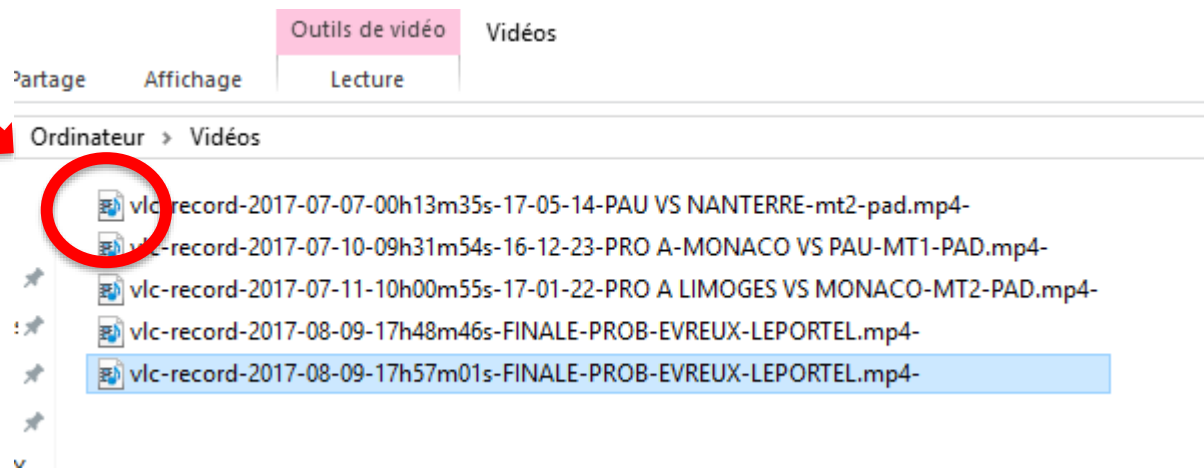 Outils de vidéo Vidéos
Partage Affichage Lecture
Ordinateur > Vidéos
vlc-record-2017-07-07-00h13m35s-17-05-14-PAU VS NANTERRE-mt2-pad.mp4-
vlc-record-2017-07-10-09h31m54s-16-12-23-PRO A-MONACO VS PAU-MT1-PAD.mp4-
vlc-record-2017-07-11-10h00m55s-17-01-22-PRO A LIMOGES VS MONACO-MT2-PAD.mp4-
vlc-record-2017-08-09-17h48m46s-FINALE-PROB-EVREUX-LEPORTEL.mp4-
vlc-record-2017-08-09-17h57m01s-FINALE-PROB-EVREUX-LEPORTEL.mp4-